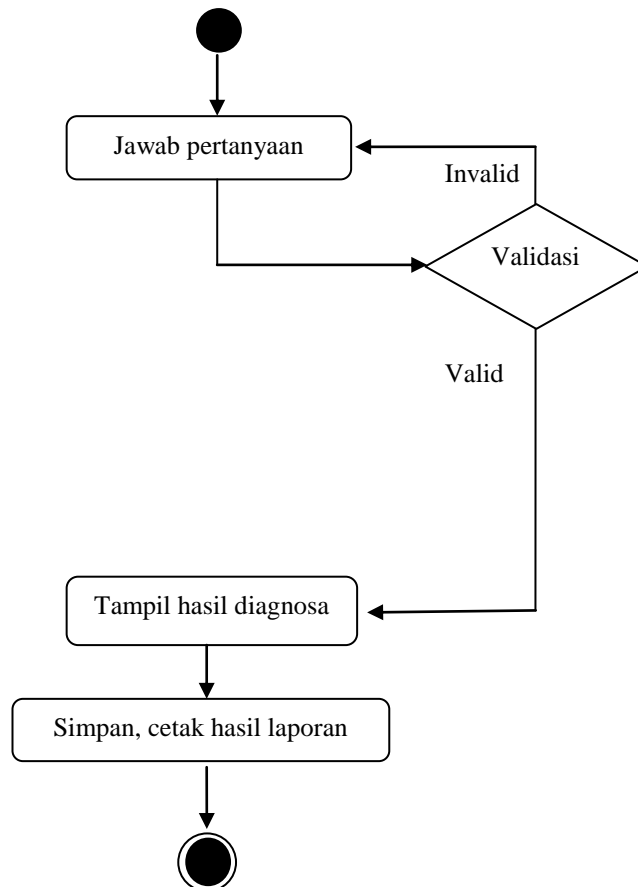 Jawab pertanyaan
Invalid
Validasi
Valid
Tampil hasil diagnosa
Simpan, cetak hasil laporan